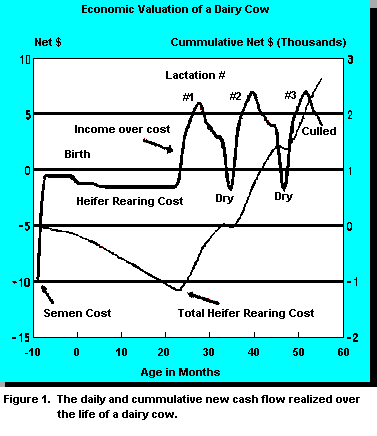 Economic Valuation of a Dairy Cow
Net $ Cummulative Net $ (Thousands)
10 3
Lactation #
#1 #2 #3
5 2
Income over cost Culled
Birth
0 1
Heifer Rearing Cost Dry Dry
-5 0
-10 -1
Semen Cost Total Heifer Rearing Cost
-15 -2
-10 0 10 20 30 40 50 60
Age in Months
Figure 1. The daily and cummulative new cash flow realized over
the life of a dairy cow.